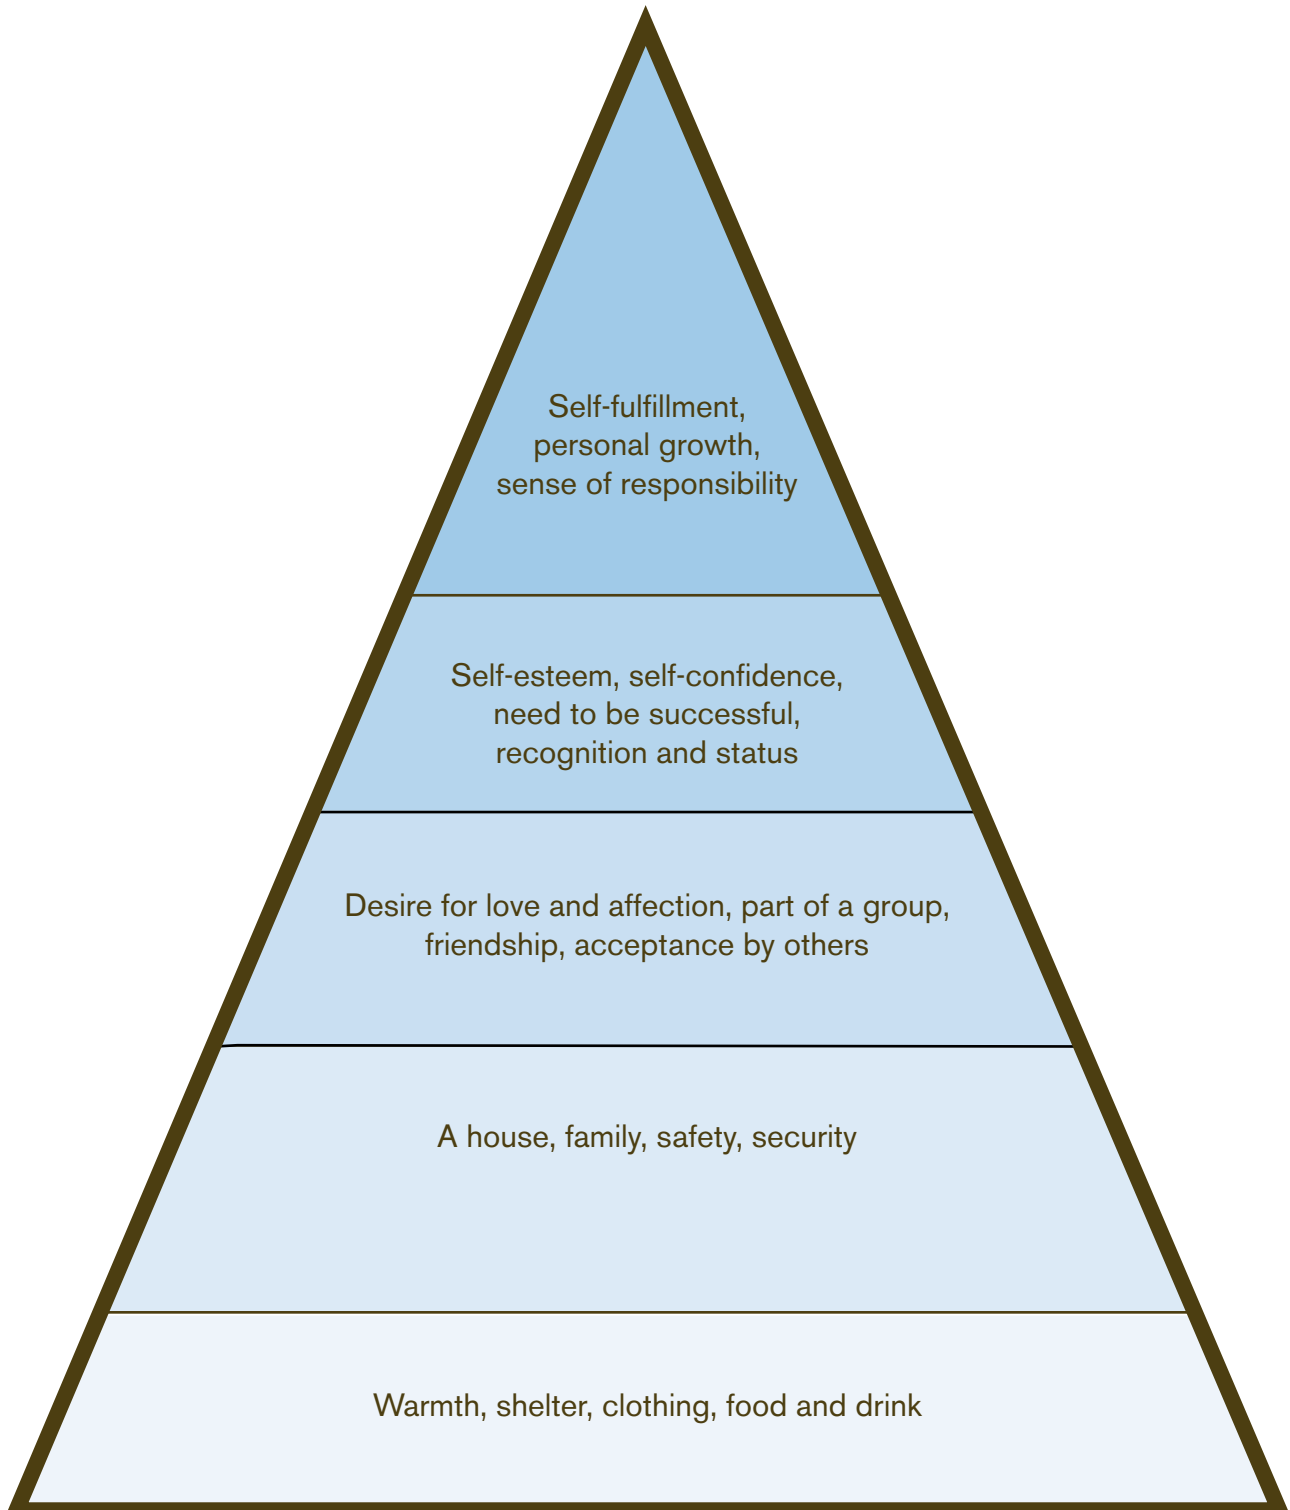 Self-fulfillment,
personal growth,
sense of responsibility
Self-esteem, self-confidence,
need to be successful,
recognition and status
Desire for love and affection, part of a group,
friendship, acceptance by others
A house, family, safety, security
Warmth, shelter, clothing, food and drink